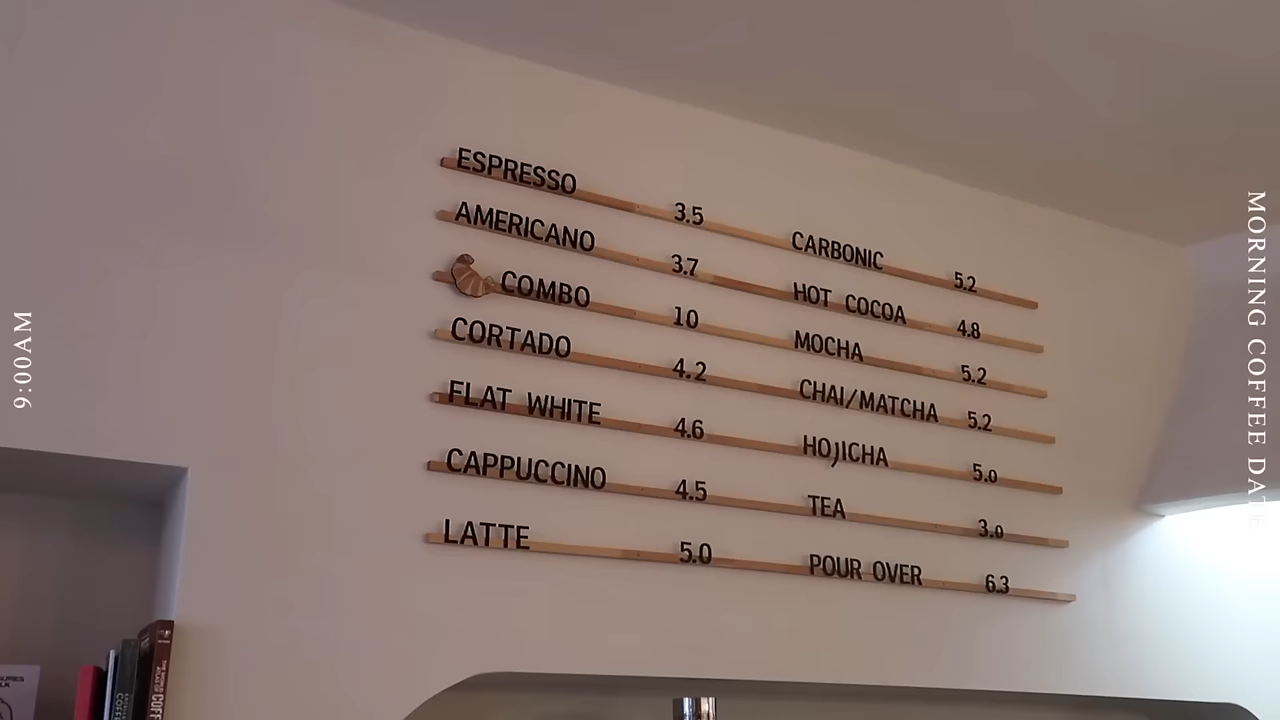 ESPRESSO 3.5
AMERICANO 3.7
COMBO 10
CORTADO 4.2
FLAT WHITE 4.6
CAPPUCCINO 4.5
LATTE 5.0
CARBONIC 5.2
HOT COCOA 4.8
MOCHA 5.2
CHAI/MATCHA 5.2
HOJICHA 5.0
TEA 3.0
POUR OVER 6.3
9:00AM
MORNING COFFEE DATE